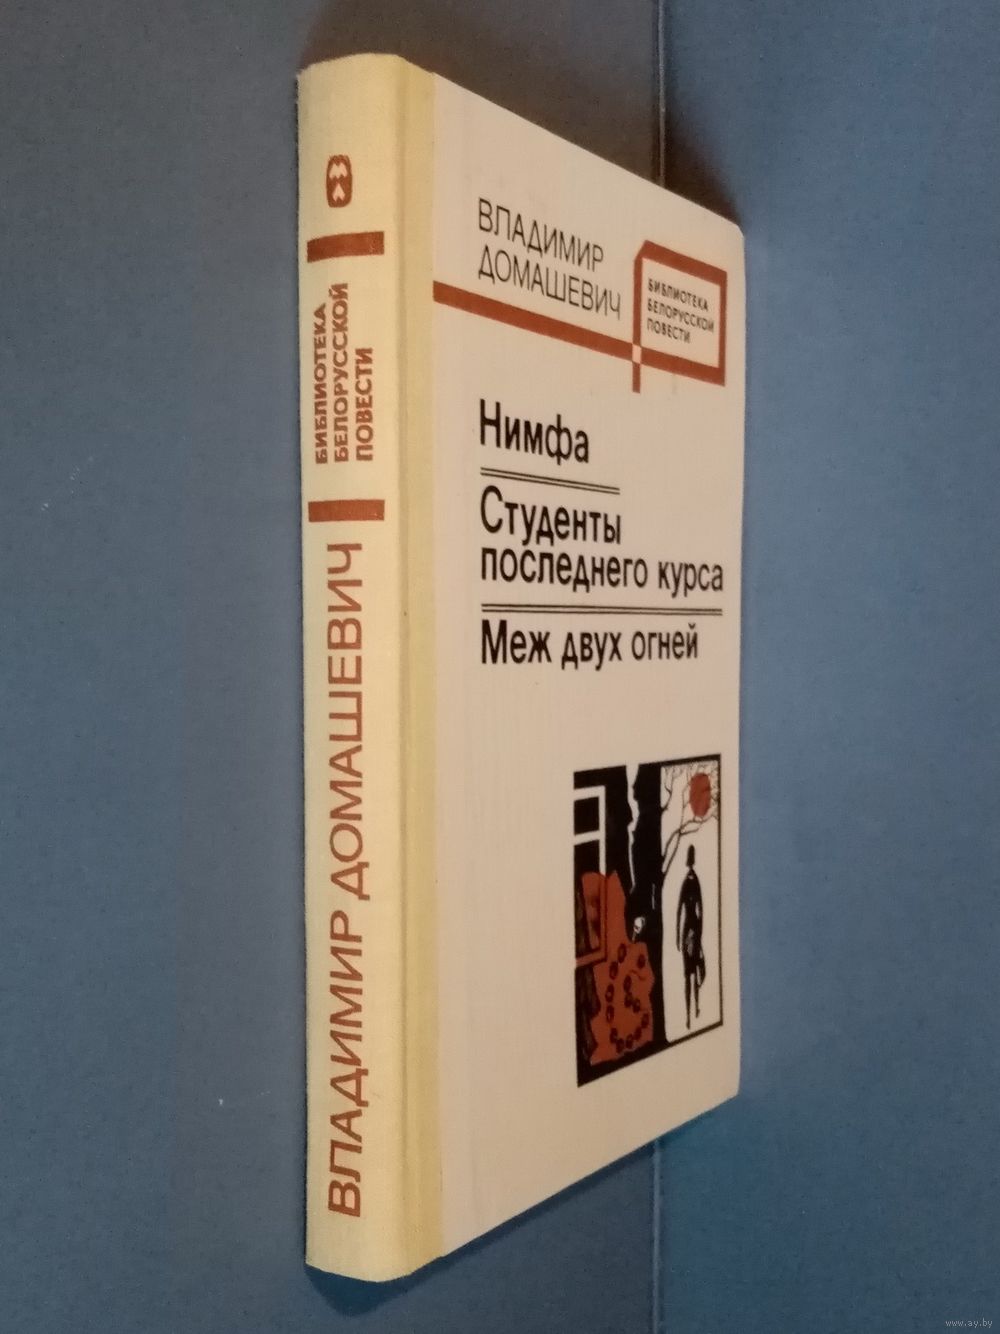 БИБЛИОТЕКА
БЕЛОРУССКОЙ
ПОВЕСТИ
ВЛАДИМИР ДОМАШЕВИЧ
ВЛАДИМИР
ДОМАШЕВИЧ
БИБЛИОТЕКА
БЕЛОРУССКОЙ
ПОВЕСТИ
Нимфа
Студенты
последнего курса
Меж двух огней
www.ay.by